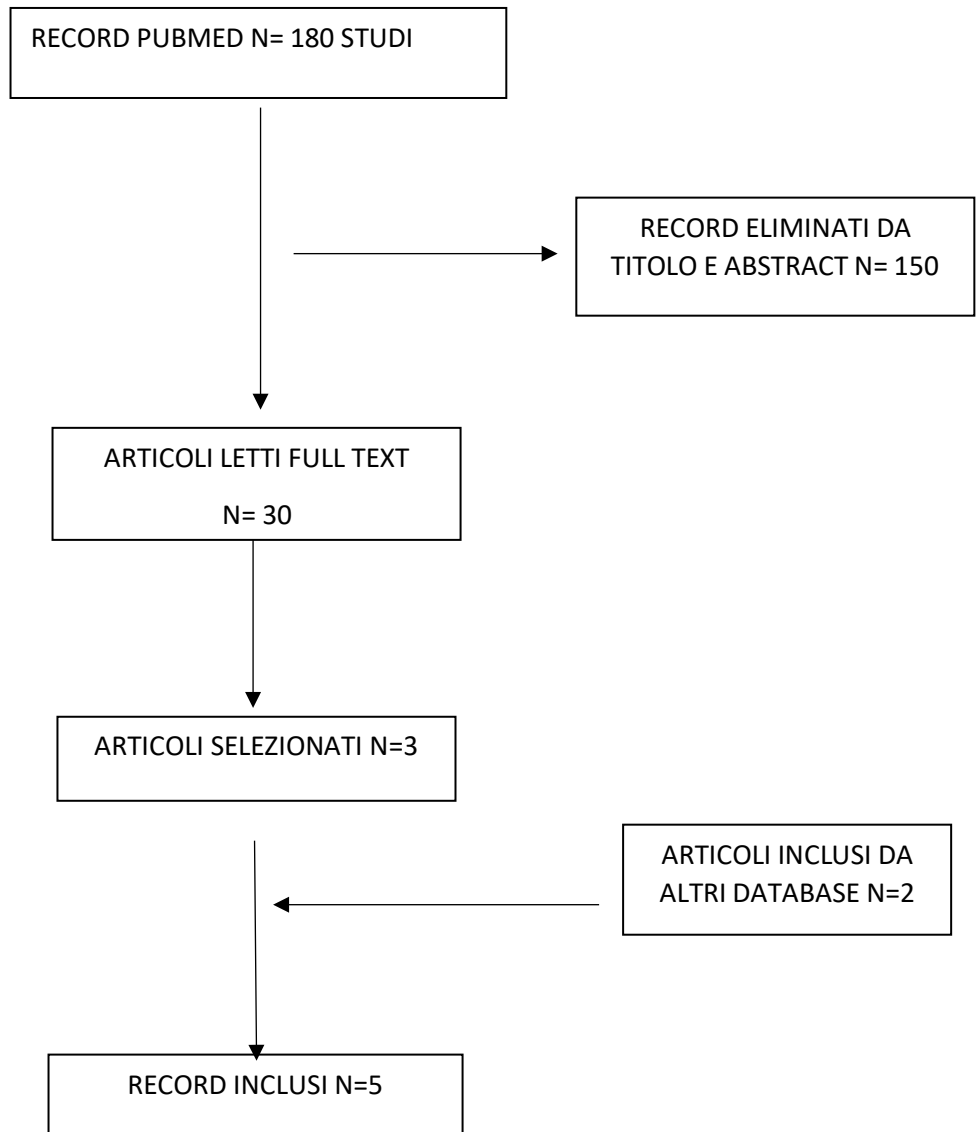 RECORD PUBMED N= 180 STUDI
RECORD ELIMINATI DA
TITOLO E ABSTRACT N= 150
ARTICOLI LETTI FULL TEXT
N= 30
ARTICOLI SELEZIONATI N=3
ARTICOLI INCLUSI DA
ALTRI DATABASE N=2
RECORD INCLUSI N=5